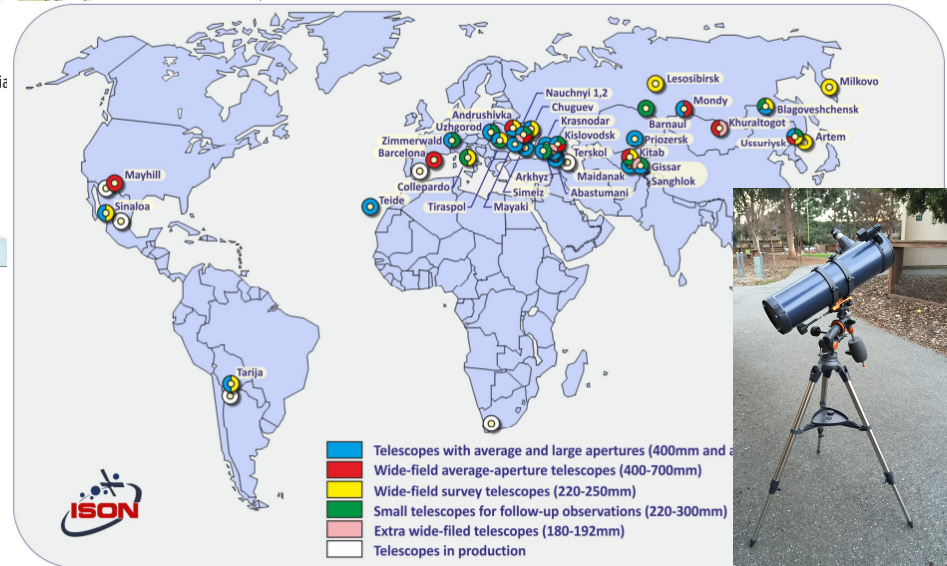 ia
Lesosibirsk
Milkovo
Nauchnyi 1,2
Mondy
Chuguev
Blagoveshchensk
Andrushivka
Krasnodar
Barnaul
Khuraltogot
Uzhgorod
Kislovodsk
Artem
Zimmerwald
Priozersk
Ussuriysk
Barcelona
Terskol
Kitab
Gissar
Mayhill
Collepardo
Arkhyz
Maidanak
Sanghlok
Simeiz
Abastumani
Sinaloa
Teide
Tiraspol
Mayaki
Tarija
Telescopes with average and large apertures (400mm and a
Wide-field average-aperture telescopes (400-700mm)
Wide-field survey telescopes (220-250mm)
ISON
Small telescopes for follow-up observations (220-300mm)
Extra wide-filed telescopes (180-192mm)
Telescopes in production